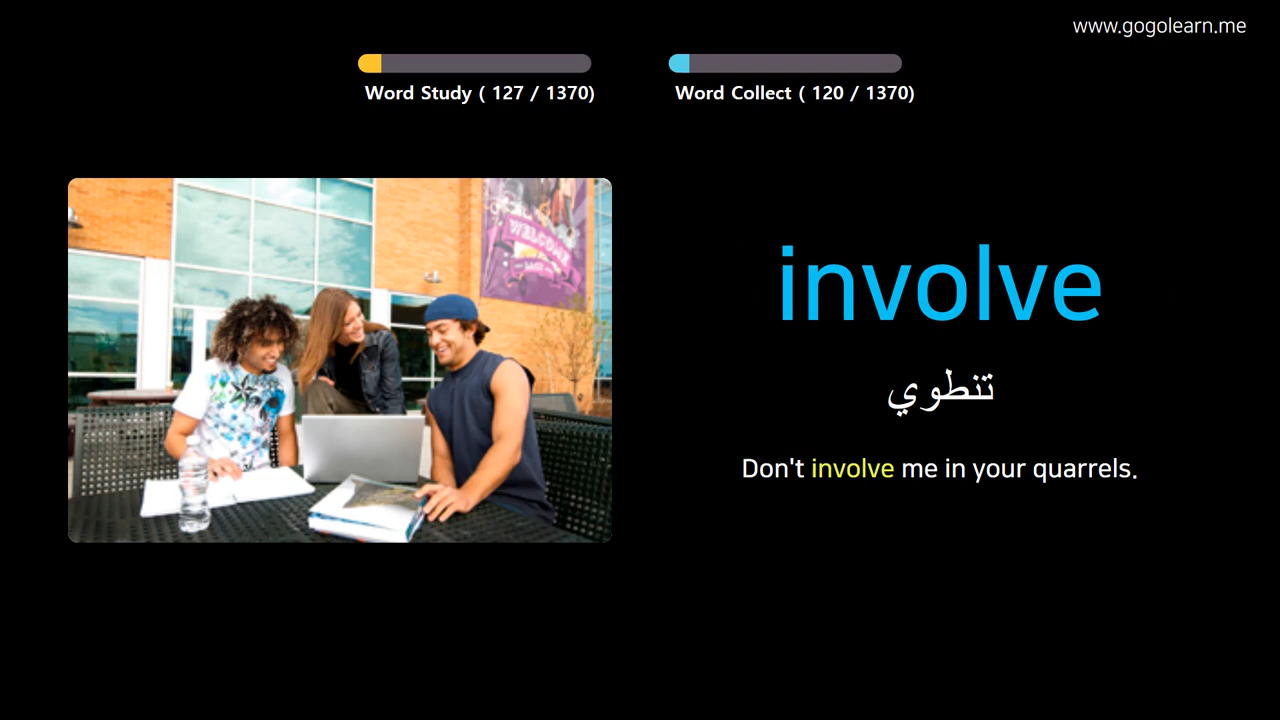 www.gogolearn.me
Word Study ( 127 / 1370)
Word Collect ( 120 / 1370)
WELCOME
involve
تنطوي
Don't involve me in your quarrels.